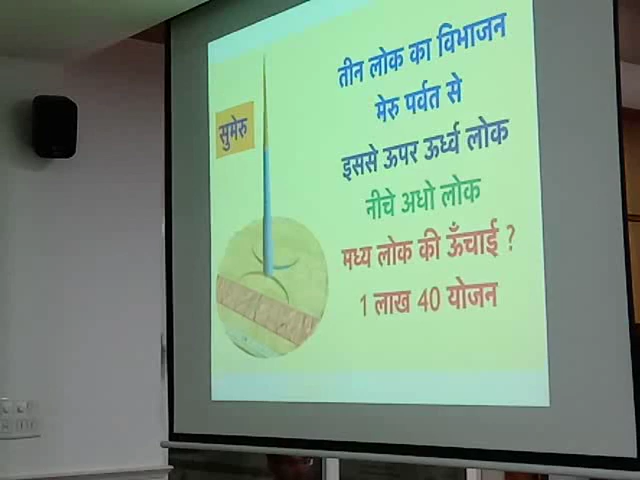 तीन लोक का विभाजन
मेरु पर्वत से
सुमेरु
इससे ऊपर ऊर्ध्व लोक
नीचे अधो लोक
मध्य लोक की ऊँचाई ?
1 लाख 40 योजन